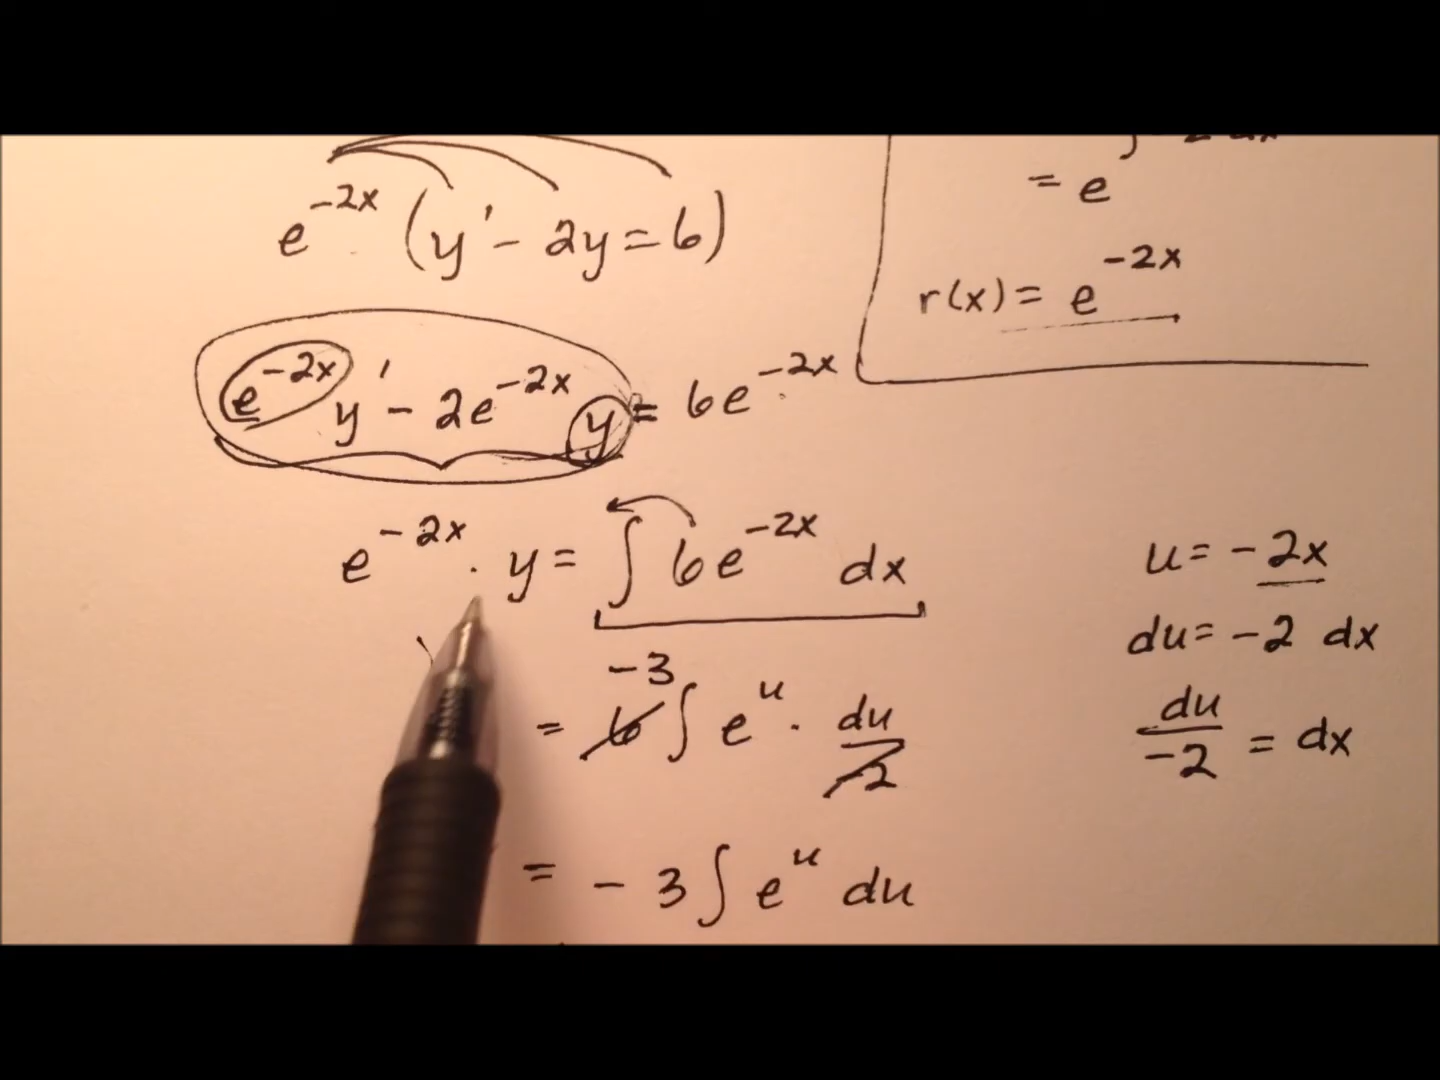 e^{-2x} (y' - 2y = 6)
= e
r(x) = e^{-2x}
e^{-2x} y' - 2e^{-2x} y = 6e^{-2x}
e^{-2x} · y = ∫ 6e^{-2x} dx
u = -2x
du = -2 dx
-3
= 6 ∫ e^u · du/-2
du/-2 = dx
= - 3 ∫ e^u du